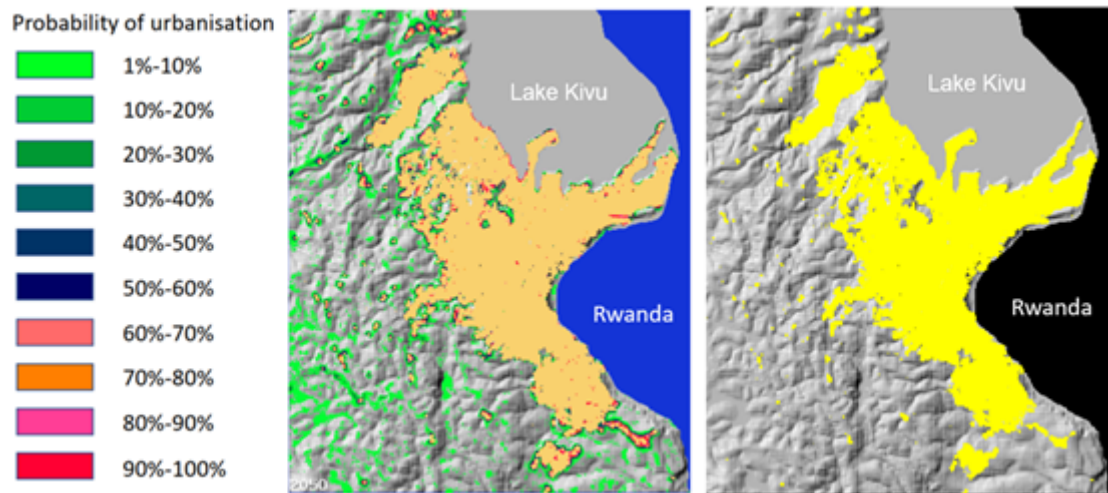 Probability of urbanisation
1%-10%
10%-20%
20%-30%
30%-40%
40%-50%
50%-60%
60%-70%
70%-80%
80%-90%
90%-100%
Lake Kivu
Rwanda
2050
Lake Kivu
Rwanda